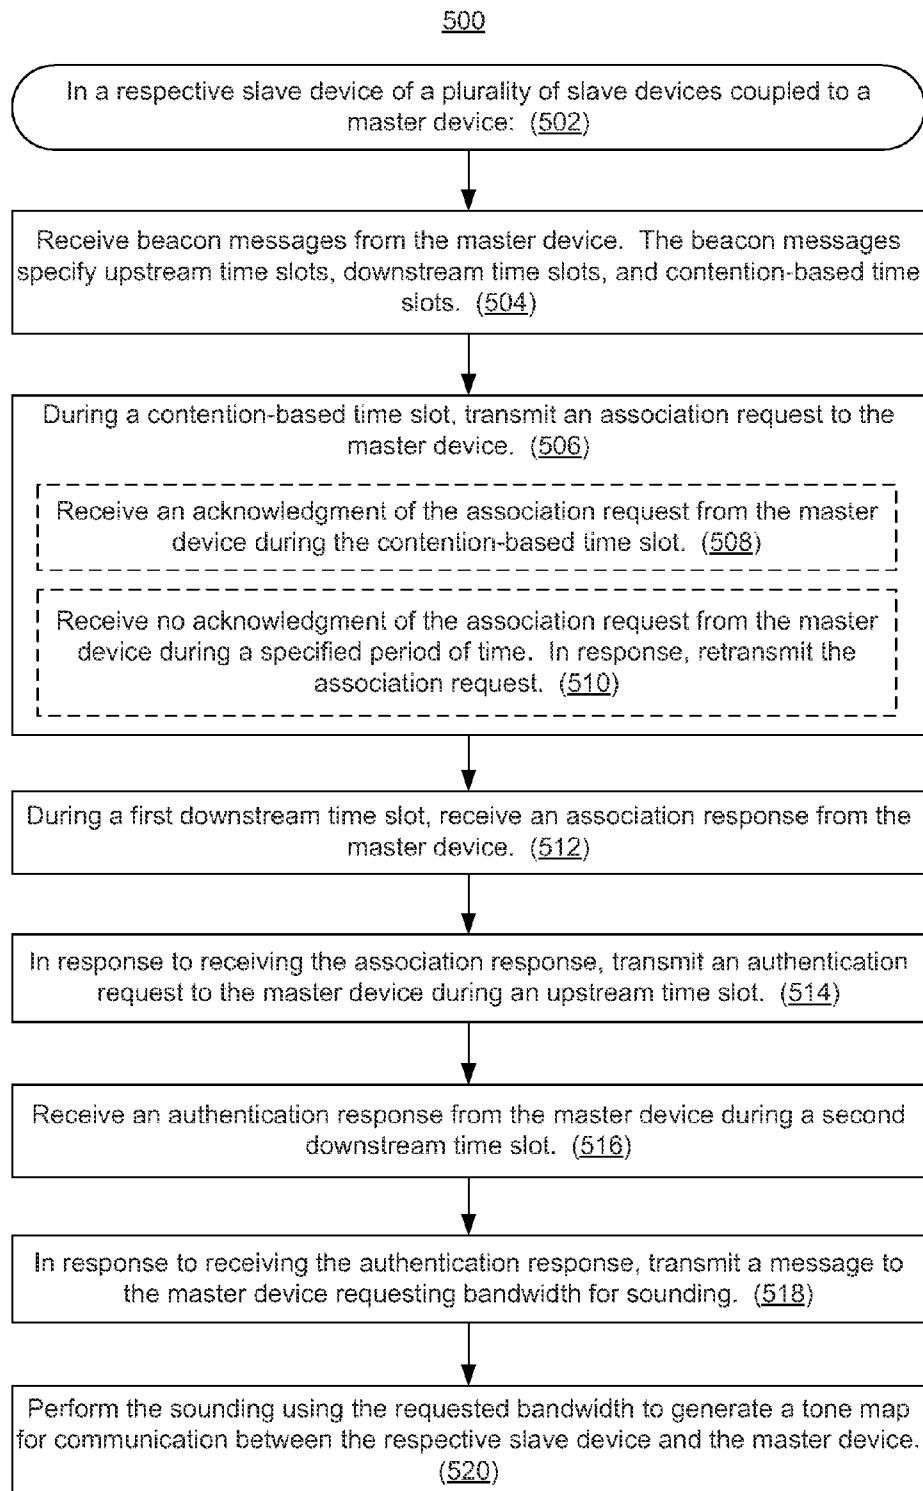 500
In a respective slave device of a plurality of slave devices coupled to a
master device: (502)
Receive beacon messages from the master device. The beacon messages
specify upstream time slots, downstream time slots, and contention-based time
slots. (504)
During a contention-based time slot, transmit an association request to the
master device. (506)
Receive an acknowledgment of the association request from the master
device during the contention-based time slot. (508)
Receive no acknowledgment of the association request from the master
device during a specified period of time. In response, retransmit the
association request. (510)
During a first downstream time slot, receive an association response from the
master device. (512)
In response to receiving the association response, transmit an authentication
request to the master device during an upstream time slot. (514)
Receive an authentication response from the master device during a second
downstream time slot. (516)
In response to receiving the authentication response, transmit a message to
the master device requesting bandwidth for sounding. (518)
Perform the sounding using the requested bandwidth to generate a tone map
for communication between the respective slave device and the master device.
(520)